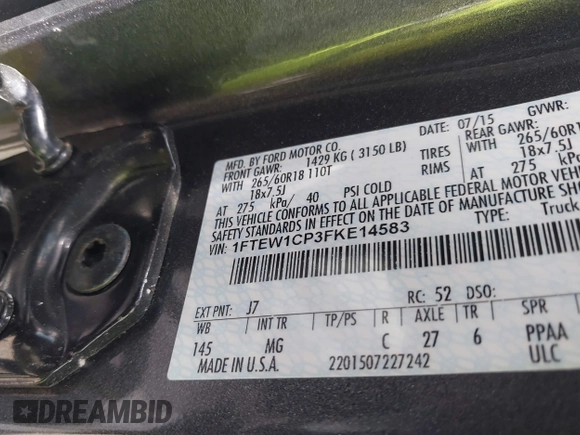 MFD. BY FORD MOTOR CO.
DATE: 07/15
GVWR:
FRONT GAWR: 1429 KG ( 3150 LB)
REAR GAWR:
WITH 265/60R18 110T TIRES WITH 265/60R1
18x7.5J RIMS 18x7.5J
AT 275 kPa/ 40 PSI COLD AT 275
THIS VEHICLE CONFORMS TO ALL APPLICABLE FEDERAL MOTOR VEHIC
SAFETY STANDARDS IN EFFECT ON THE DATE OF MANUFACTURE SH
VIN: 1FTEW1CP3FKE14583
TYPE: Truck
EXT PNT: J7 RC: 52 DSO:
WB INT TR TP/PS R AXLE TR SPR
145 MG C 27 6 PPAA
MADE IN U.S.A. 2201507227242 ULC
DREAMBID